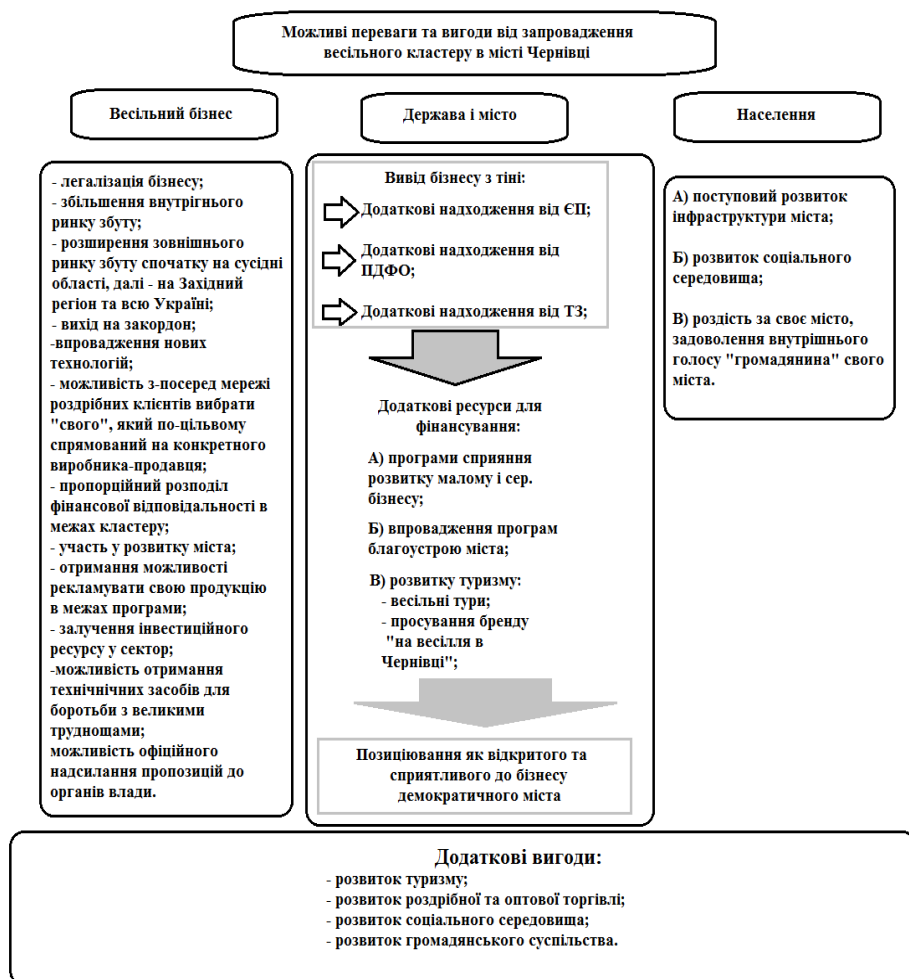 Можливі переваги та вигоди від запровадження
весільного кластеру в місті Чернівці
Весільний бізнес
Держава і місто
Населення
- легалізація бізнесу;
- збільшення внутрігнього
ринку збуту;
- розширення зовнішнього
ринку збуту спочатку на сусідні
області, далі - на Західний
регіон та всю Україні;
- вихід на закордон;
-впровадження нових
технологій;
- можливість з-посеред мережі
роздрібних клієнтів вибрати
"свого", який по-цільвому
спрямований на конкретного
виробника-продавця;
- пропорційний розподіл
фінансової відповідальності в
межах кластеру;
- участь у розвитку міста;
- отримання можливості
рекламувати свою продукцію
в межах програми;
- залучення інвестиційного
ресурсу у сектор;
-можливість отримання
технічнічних засобів для
боротьби з великими
труднощами;
можливість офіційного
надсилання пропозицій до
органів влади.
Вивід бізнесу з тіні:
Додаткові надходження від ЄП;
Додаткові надходження від
ПДФО;
Додаткові надходження від ТЗ;
Додаткові ресурси для
фінансування:
А) програми сприяння
розвитку малому і сер.
бізнесу;
Б) впровадження програм
благоустрою міста;
В) розвитку туризму:
- весільні тури;
- просування бренду
"на весілля в
Чернівці";
Позиціювання як відкритого та
сприятливого до бізнесу
демократичного міста
А) поступовий розвиток
інфраструктури міста;
Б) розвиток соціального
середовища;
В) роздість за своє місто,
задоволення внутрішнього
голосу "громадянина" свого
міста.
Додаткові вигоди:
- розвиток туризму;
- розвиток роздрібної та оптової торгівлі;
- розвиток соціального середовища;
- розвиток громадянського суспільства.